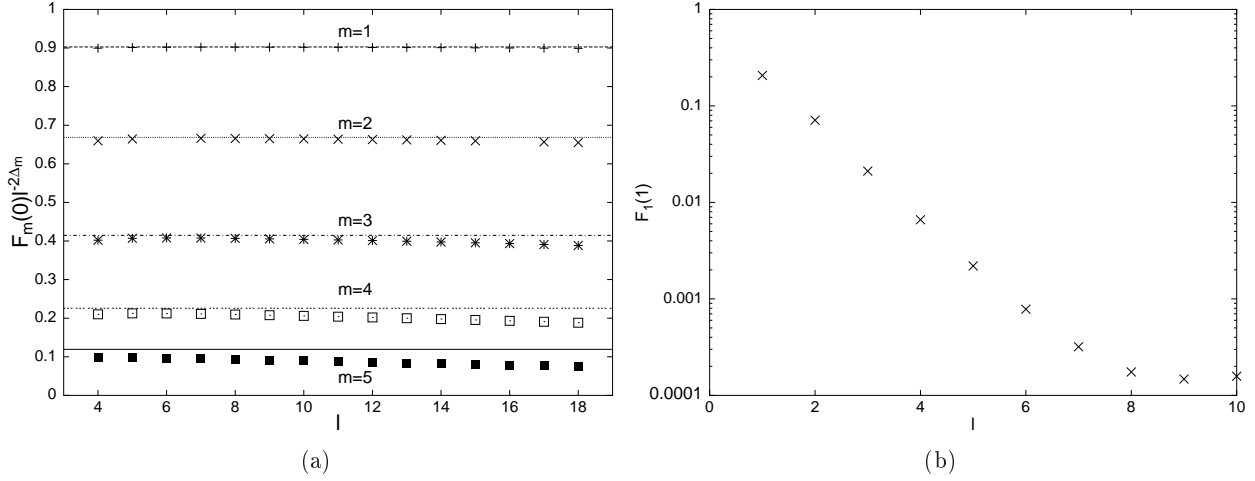 1
0.9
0.8
0.7
0.6
0.5
0.4
0.3
0.2
0.1
0
F_m(0)l^{-2Δ_m}
m=1
m=2
m=3
m=4
m=5
4 6 8 10 12 14 16 18
l
(a)
1
0.1
0.01
0.001
0.0001
F_1(1)
0 2 4 6 8 10
l
(b)